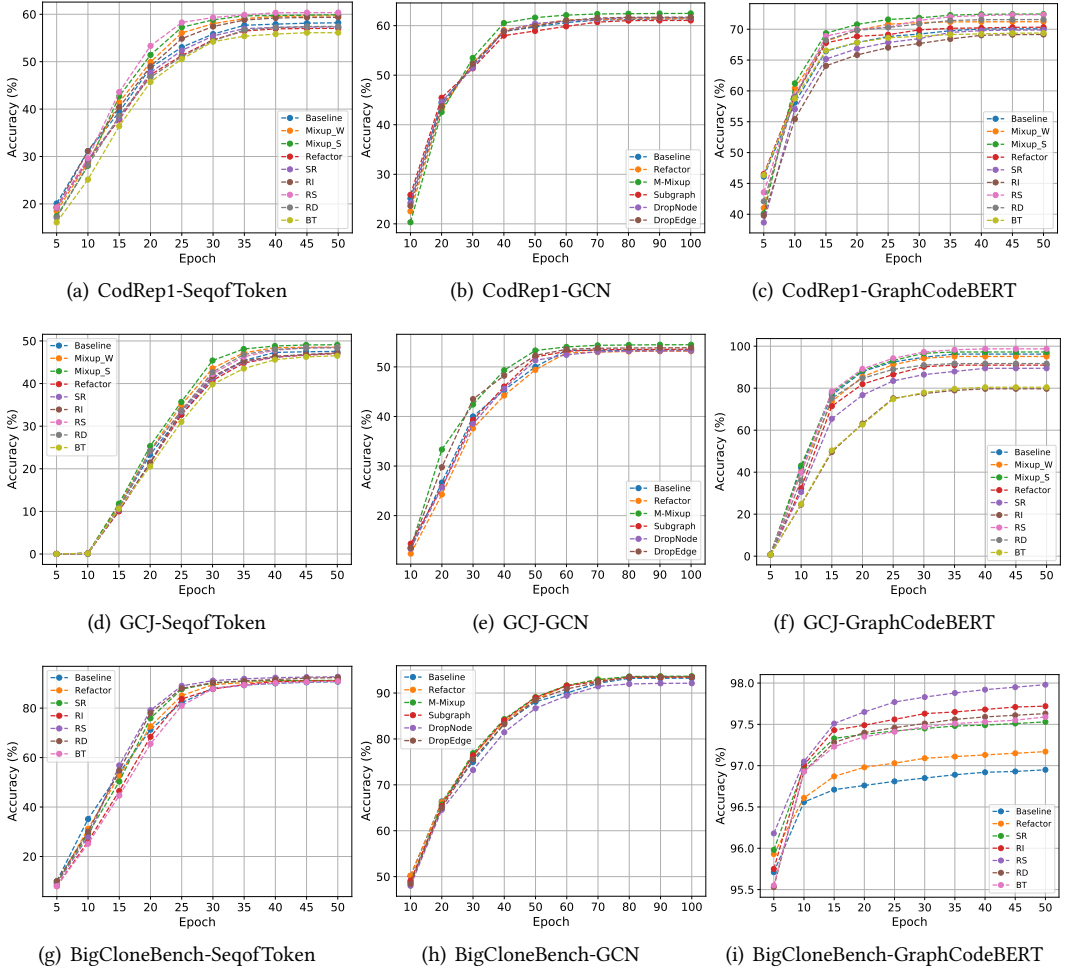 Accuracy (%)
60
50
40
30
20
Baseline
Mixup_W
Mixup_S
Refactor
SR
RI
RS
RD
BT
5 10 15 20 25 30 35 40 45 50
Epoch
(a) CodRep1-SeqofToken
Accuracy (%)
60
50
40
30
20
Baseline
Refactor
M-Mixup
Subgraph
DropNode
DropEdge
10 20 30 40 50 60 70 80 90 100
Epoch
(b) CodRep1-GCN
Accuracy (%)
70
65
60
55
50
45
40
Baseline
Mixup_W
Mixup_S
Refactor
SR
RI
RS
RD
BT
5 10 15 20 25 30 35 40 45 50
Epoch
(c) CodRep1-GraphCodeBERT
Accuracy (%)
50
40
30
20
10
0
Baseline
Mixup_W
Mixup_S
Refactor
SR
RI
RS
RD
BT
5 10 15 20 25 30 35 40 45 50
Epoch
(d) GCJ-SeqofToken
Accuracy (%)
50
40
30
20
Baseline
Refactor
M-Mixup
Subgraph
DropNode
DropEdge
10 20 30 40 50 60 70 80 90 100
Epoch
(e) GCJ-GCN
Accuracy (%)
100
80
60
40
20
0
Baseline
Mixup_W
Mixup_S
Refactor
SR
RI
RS
RD
BT
5 10 15 20 25 30 35 40 45 50
Epoch
(f) GCJ-GraphCodeBERT
Accuracy (%)
80
60
40
20
Baseline
Refactor
SR
RI
RS
RD
BT
5 10 15 20 25 30 35 40 45 50
Epoch
(g) BigCloneBench-SeqofToken
Accuracy (%)
90
80
70
60
50
Baseline
Refactor
M-Mixup
Subgraph
DropNode
DropEdge
10 20 30 40 50 60 70 80 90 100
Epoch
(h) BigCloneBench-GCN
Accuracy (%)
98.0
97.5
97.0
96.5
96.0
95.5
Baseline
Refactor
SR
RI
RS
RD
BT
5 10 15 20 25 30 35 40 45 50
Epoch
(i) BigCloneBench-GraphCodeBERT